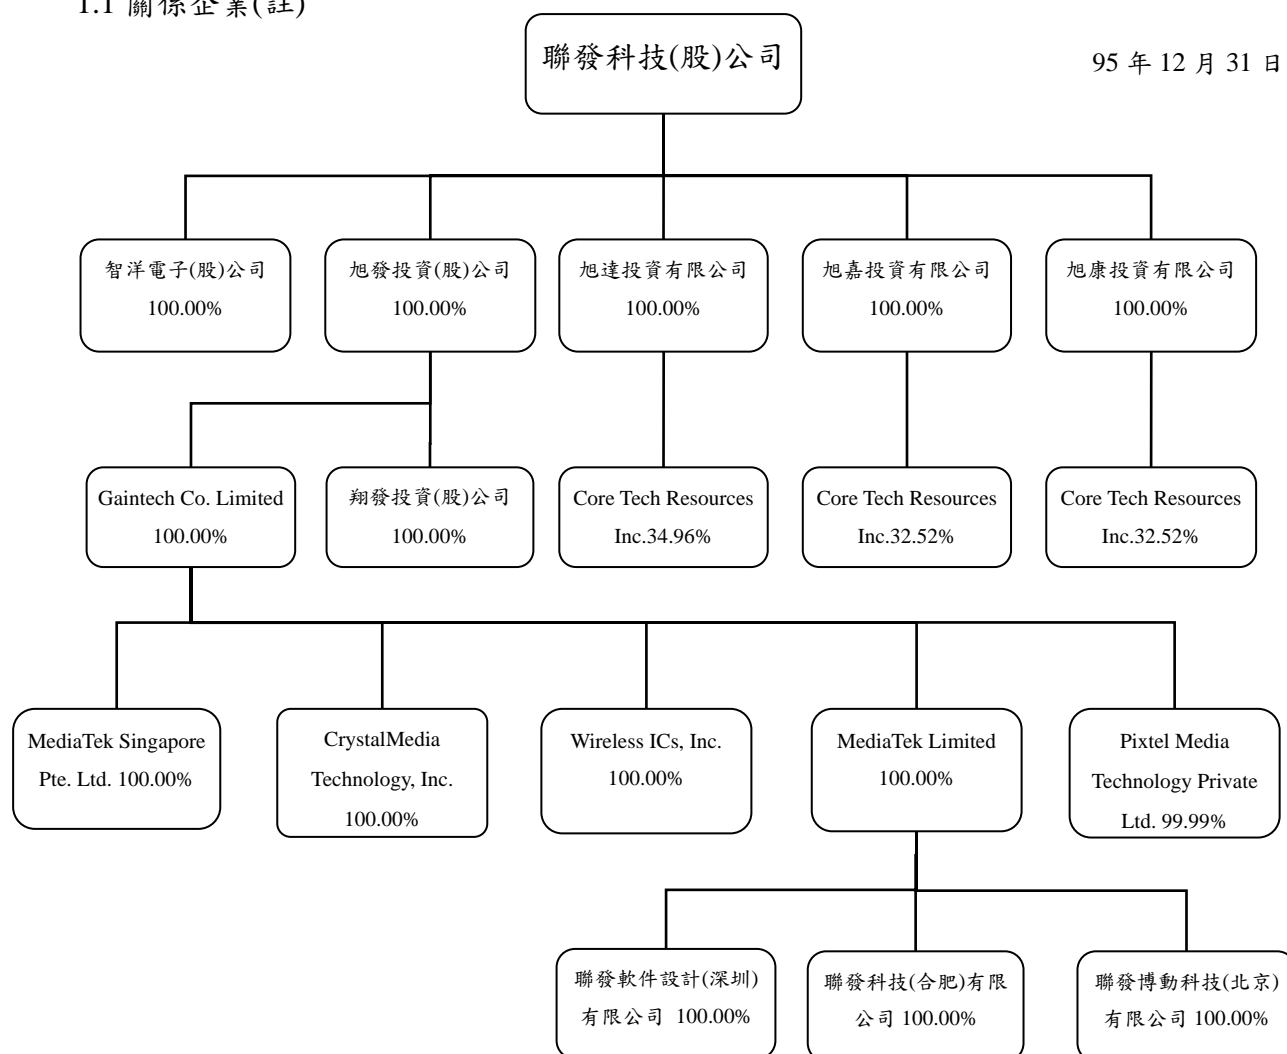 1.1 關係企業(註)
聯發科技(股)公司
95 年 12 月 31 日
智洋電子(股)公司
100.00%
旭發投資(股)公司
100.00%
旭達投資有限公司
100.00%
旭嘉投資有限公司
100.00%
旭康投資有限公司
100.00%
Gaintech Co. Limited
100.00%
翔發投資(股)公司
100.00%
Core Tech Resources
Inc.34.96%
Core Tech Resources
Inc.32.52%
Core Tech Resources
Inc.32.52%
MediaTek Singapore
Pte. Ltd. 100.00%
CrystalMedia
Technology, Inc.
100.00%
Wireless ICs, Inc.
100.00%
MediaTek Limited
100.00%
Pixtel Media
Technology Private
Ltd. 99.99%
聯發軟件設計(深圳)
有限公司 100.00%
聯發科技(合肥)有限
公司 100.00%
聯發博動科技(北京)
有限公司 100.00%